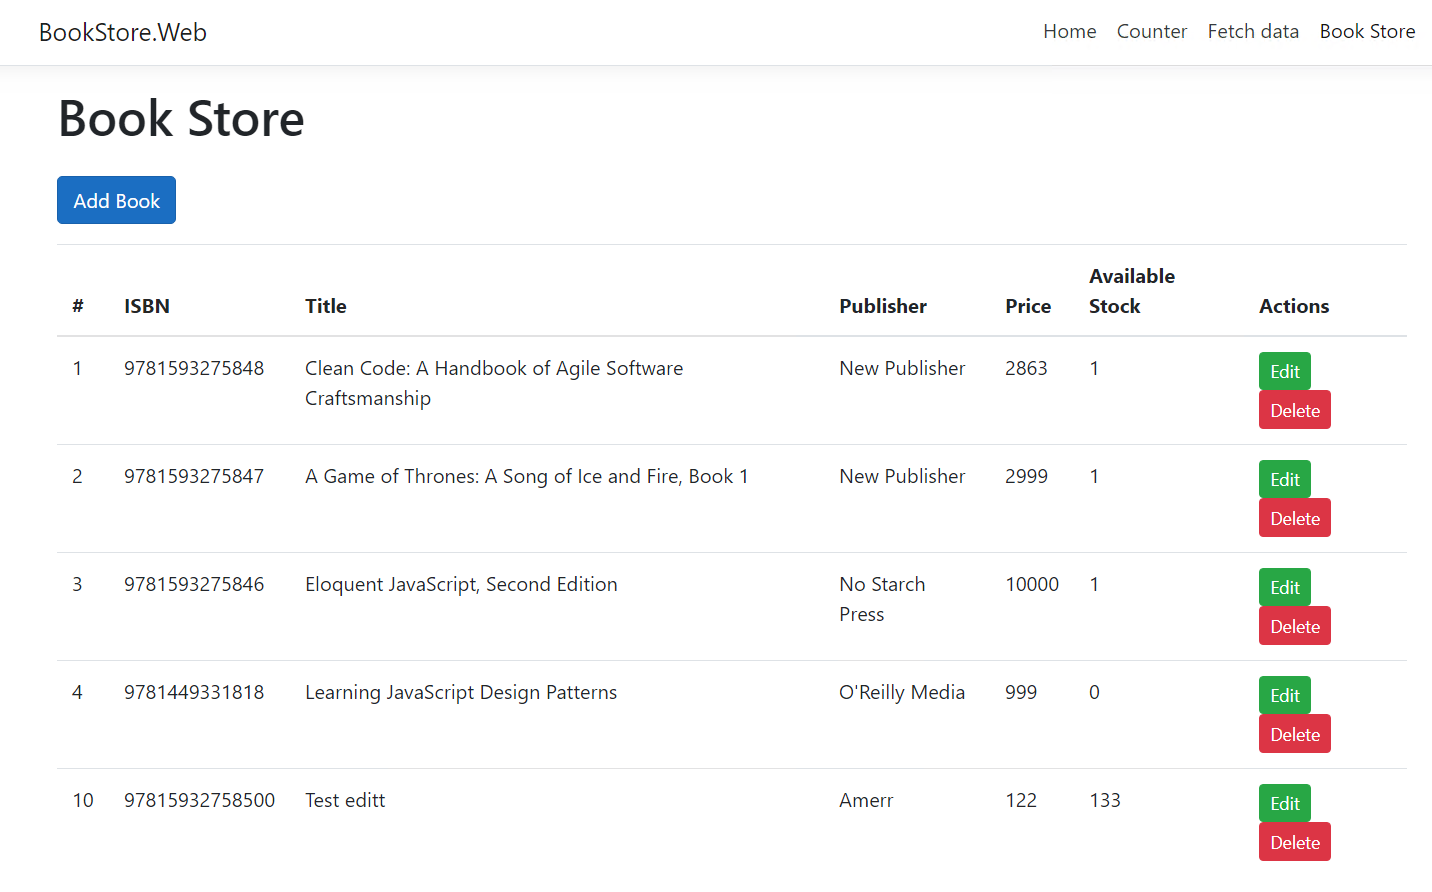 BookStore.Web Home Counter Fetch data Book Store
Book Store
Add Book
# ISBN Title Publisher Price Available Stock Actions
1 9781593275848 Clean Code: A Handbook of Agile Software New Publisher 2863 1 Edit
Craftsmanship Delete
2 9781593275847 A Game of Thrones: A Song of Ice and Fire, Book 1 New Publisher 2999 1 Edit
Delete
3 9781593275846 Eloquent JavaScript, Second Edition No Starch 10000 1 Edit
Press Delete
4 9781449331818 Learning JavaScript Design Patterns O'Reilly Media 999 0 Edit
Delete
10 97815932758500 Test editt Amerr 122 133 Edit
Delete